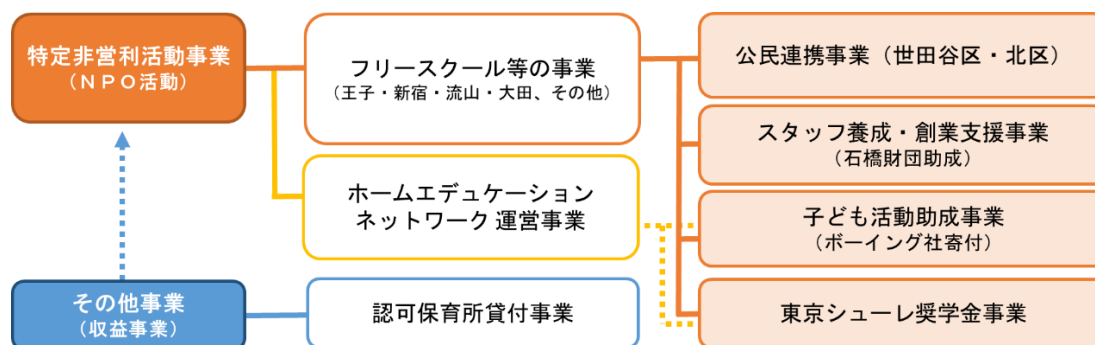 特定非営利活動事業
（ＮＰＯ活動）
フリースクール等の事業
（王子・新宿・流山・大田、その他）
公民連携事業（世田谷区・北区）
スタッフ養成・創業支援事業
（石橋財団助成）
ホームエデュケーション
ネットワーク 運営事業
子ども活動助成事業
（ボーイング社寄付）
その他事業
（収益事業）
認可保育所貸付事業
東京シューレ奨学金事業